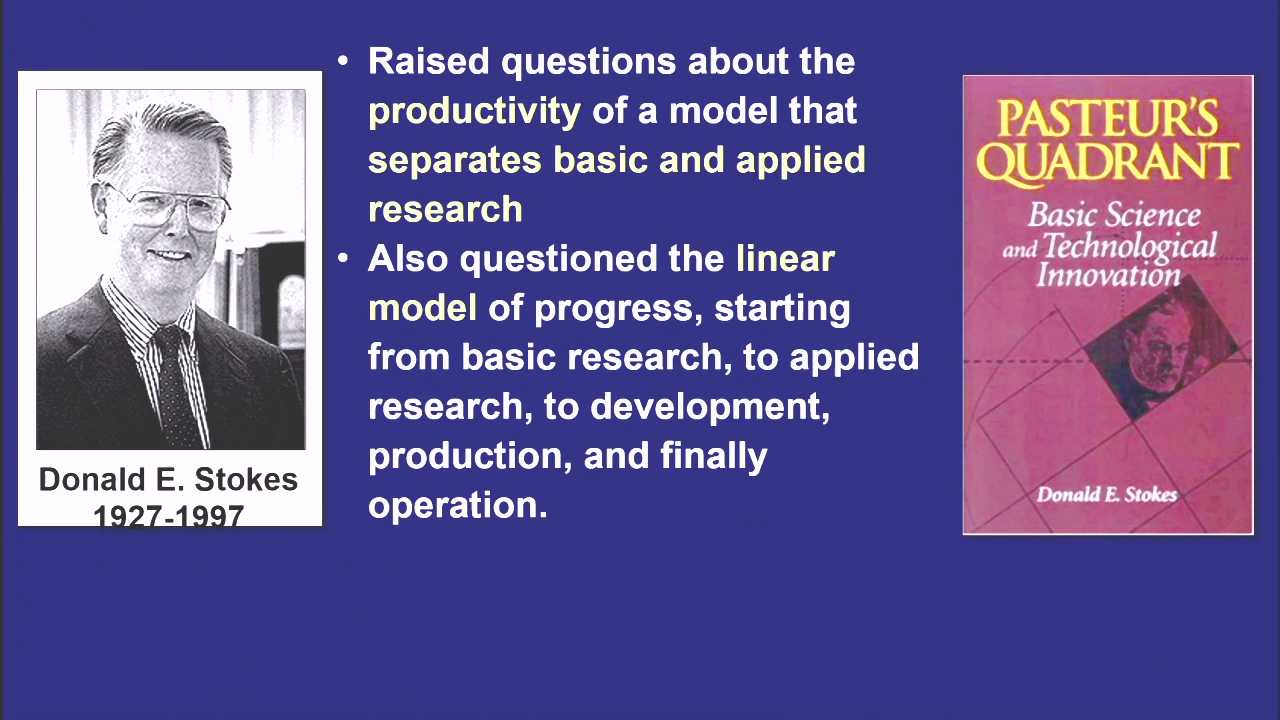 Donald E. Stokes
1927-1997
• Raised questions about the
productivity of a model that
separates basic and applied
research
• Also questioned the linear
model of progress, starting
from basic research, to applied
research, to development,
production, and finally
operation.
PASTEUR'S
QUADRANT
Basic Science
and Technological
Innovation
Donald E. Stokes